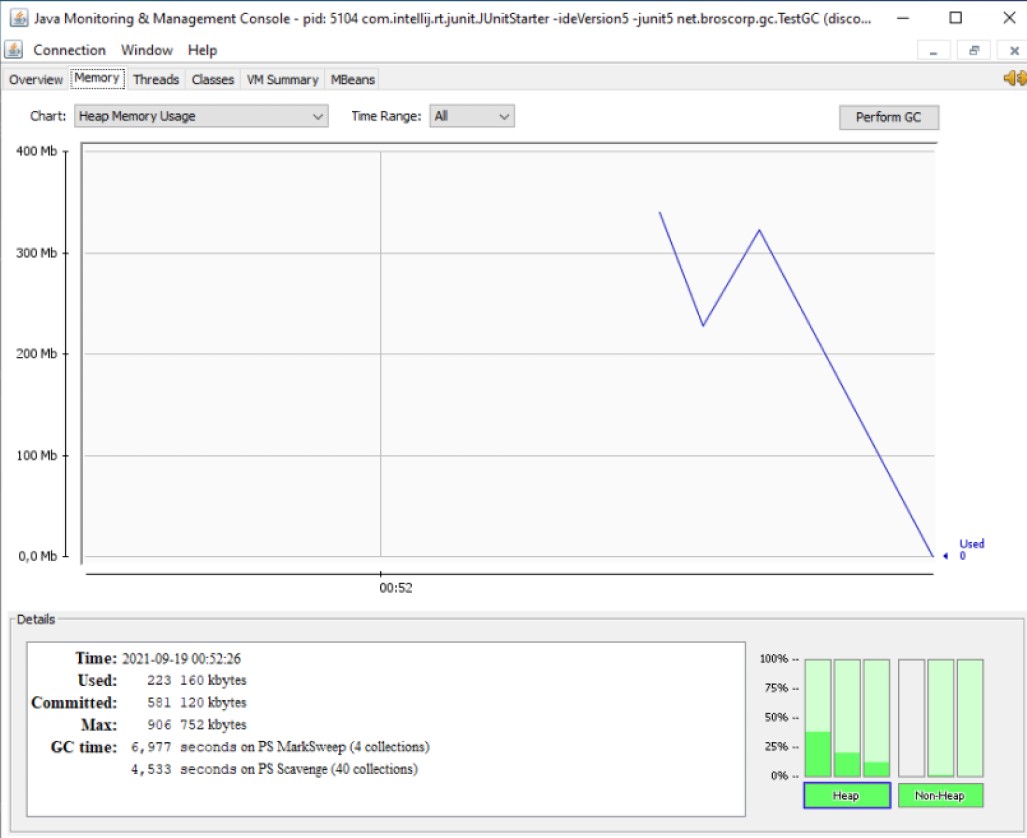 Java Monitoring & Management Console - pid: 5104 com.intellij.rt.junit.JUnitStarter -ideVersion5 -junit5 net.broscorp.gc.TestGC (disco...
Connection Window Help
Overview Memory Threads Classes VM Summary MBeans
Chart: Heap Memory Usage Time Range: All Perform GC
400 Mb
300 Mb
200 Mb
100 Mb
Used
0,0 Mb 0
00:52
Details
Time: 2021-09-19 00:52:26
Used: 223 160 kbytes
Committed: 581 120 kbytes
Max: 906 752 kbytes
GC time: 6,977 seconds on PS MarkSweep (4 collections)
4,533 seconds on PS Scavenge (40 collections)
100% --
75% --
50% --
25% --
0% --
Heap Non-Heap